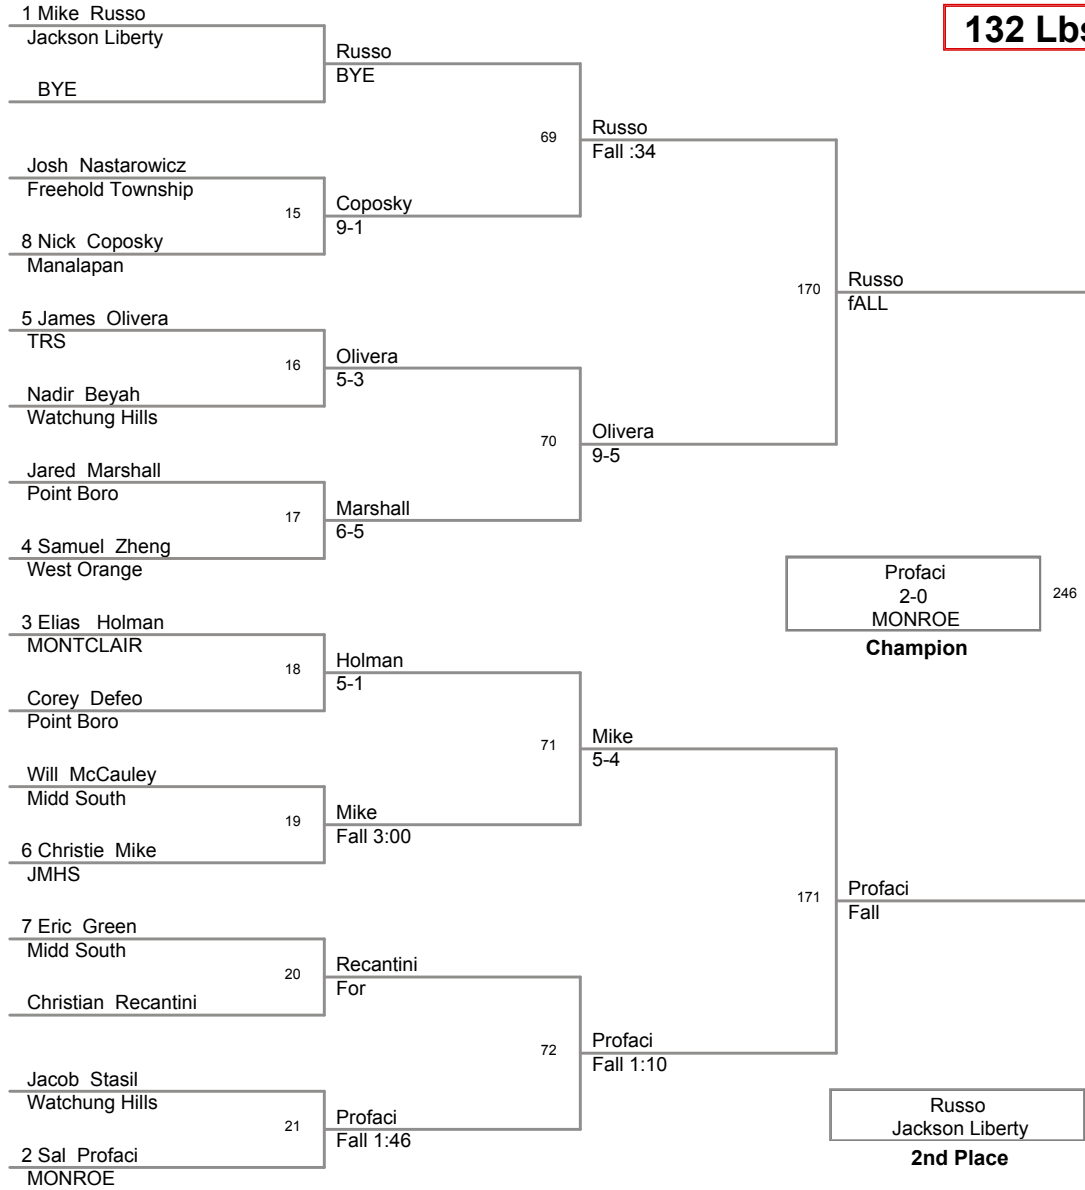 1 Mike Russo
Jackson Liberty
BYE
Josh Nastarowicz
Freehold Township
15
8 Nick Coposky
Manalapan
5 James Olivera
TRS
16
Nadir Beyah
Watchung Hills
Jared Marshall
Point Boro
17
4 Samuel Zheng
West Orange
3 Elias Holman
MONTCLAIR
18
Corey Defeo
Point Boro
Will McCauley
Midd South
19
6 Christie Mike
JMHS
7 Eric Green
Midd South
20
Christian Recantini
Jacob Stasil
Watchung Hills
21
2 Sal Profaci
MONROE
Russo
BYE
69
Coposky
9-1
Olivera
5-3
70
Marshall
6-5
Holman
5-1
71
Mike
Fall 3:00
Recantini
For
72
Profaci
Fall 1:46
Russo
Fall :34
170
Olivera
9-5
Mike
5-4
171
Profaci
Fall 1:10
132 Lbs
Russo
fALL
Profaci
2-0
MONROE
246
Champion
Profaci
Fall
Russo
Jackson Liberty
2nd Place